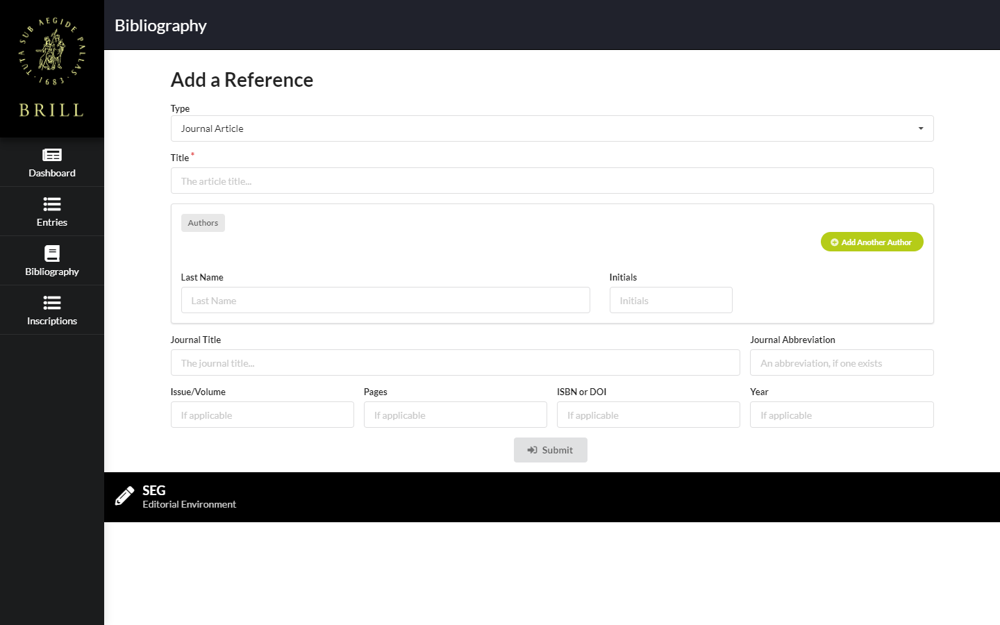 TUTA SUB AEGIDE PALLAS · 1683 ·
BRILL
Dashboard
Entries
Bibliography
Inscriptions
Bibliography
Add a Reference
Type
Journal Article
Title *
The article title...
Authors
Add Another Author
Last Name
Initials
Last Name
Initials
Journal Title
Journal Abbreviation
The journal title...
An abbreviation, if one exists
Issue/Volume
Pages
ISBN or DOI
Year
If applicable
If applicable
If applicable
If applicable
Submit
SEG
Editorial Environment